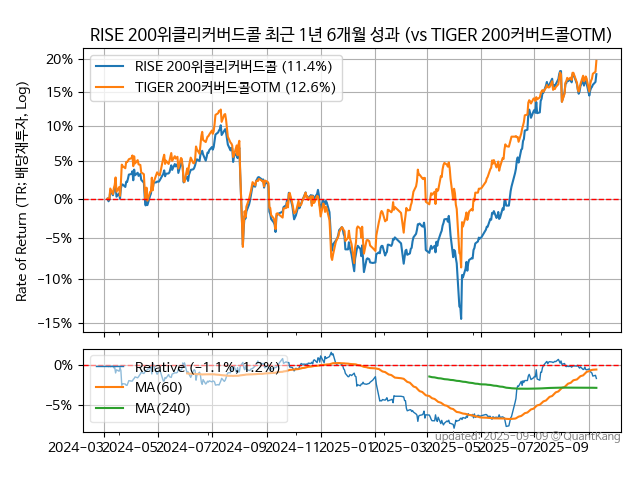 RISE 200위클리커버드콜 최근 1년 6개월 성과 (vs TIGER 200커버드콜OTM)
Rate of Return (TR: 배당재투자, Log)
20%
15%
10%
5%
0%
−5%
−10%
−15%
RISE 200위클리커버드콜 (11.4%)
TIGER 200커버드콜OTM (12.6%)
0%
−5%
Relative (−1.1%, 1.2%)
MA(60)
MA(240)
updated: 2025-09-09 © QuantKang
2024−03
2024−05
2024−07
2024−09
2024−11
2025−01
2025−03
2025−05
2025−07
2025−09